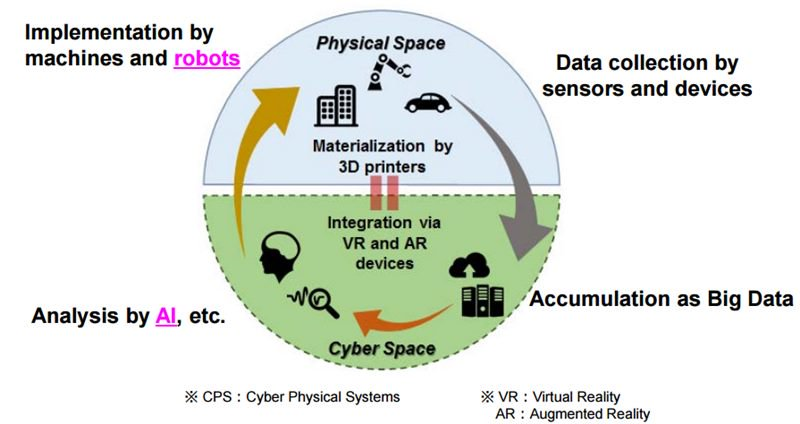 Implementation by
machines and robots
Physical Space
Data collection by
sensors and devices
Materialization by
3D printers
Integration via
VR and AR
devices
Analysis by AI, etc.
Accumulation as Big Data
Cyber Space
※ CPS：Cyber Physical Systems
※ VR：Virtual Reality
AR：Augmented Reality